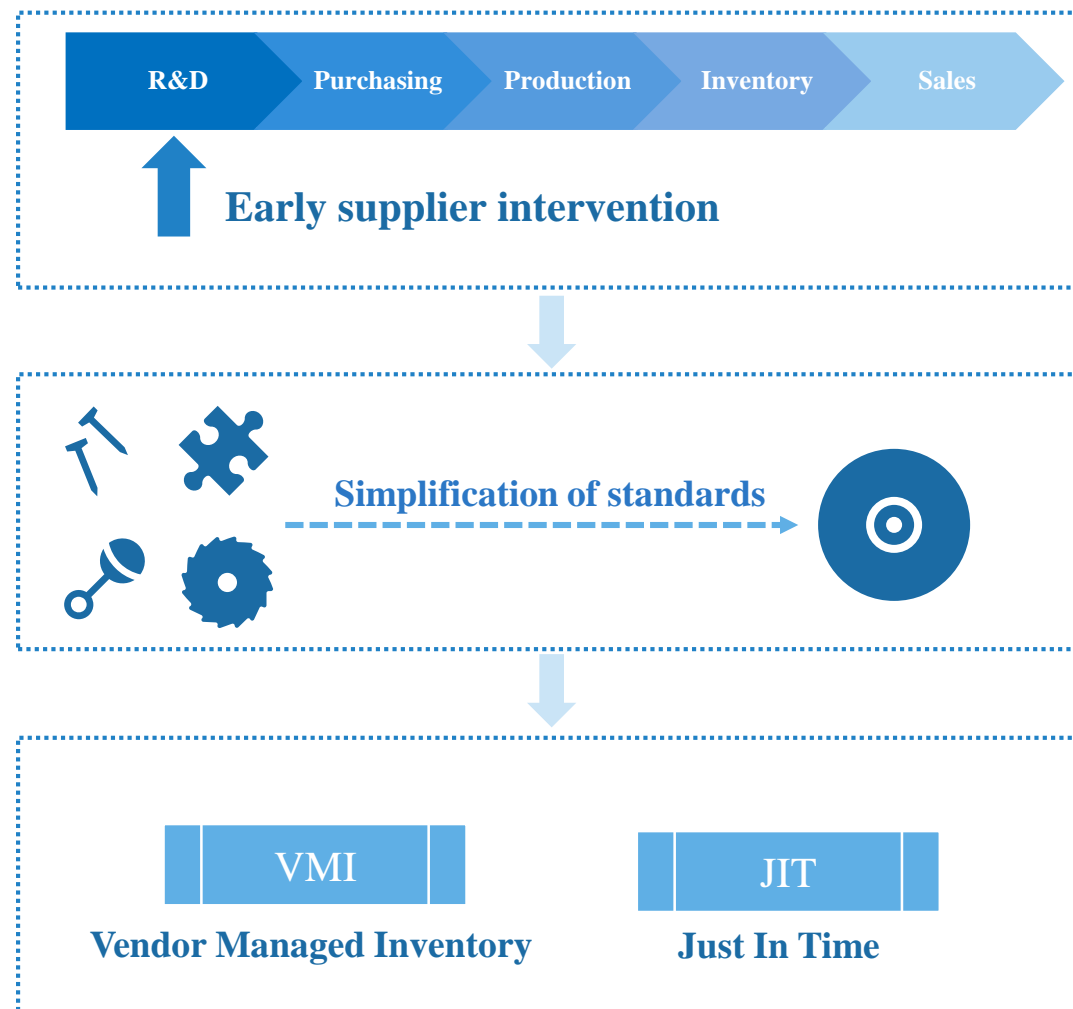 R&D
Purchasing
Production
Inventory
Sales
Early supplier intervention
Simplification of standards
VMI
JIT
Vendor Managed Inventory
Just In Time